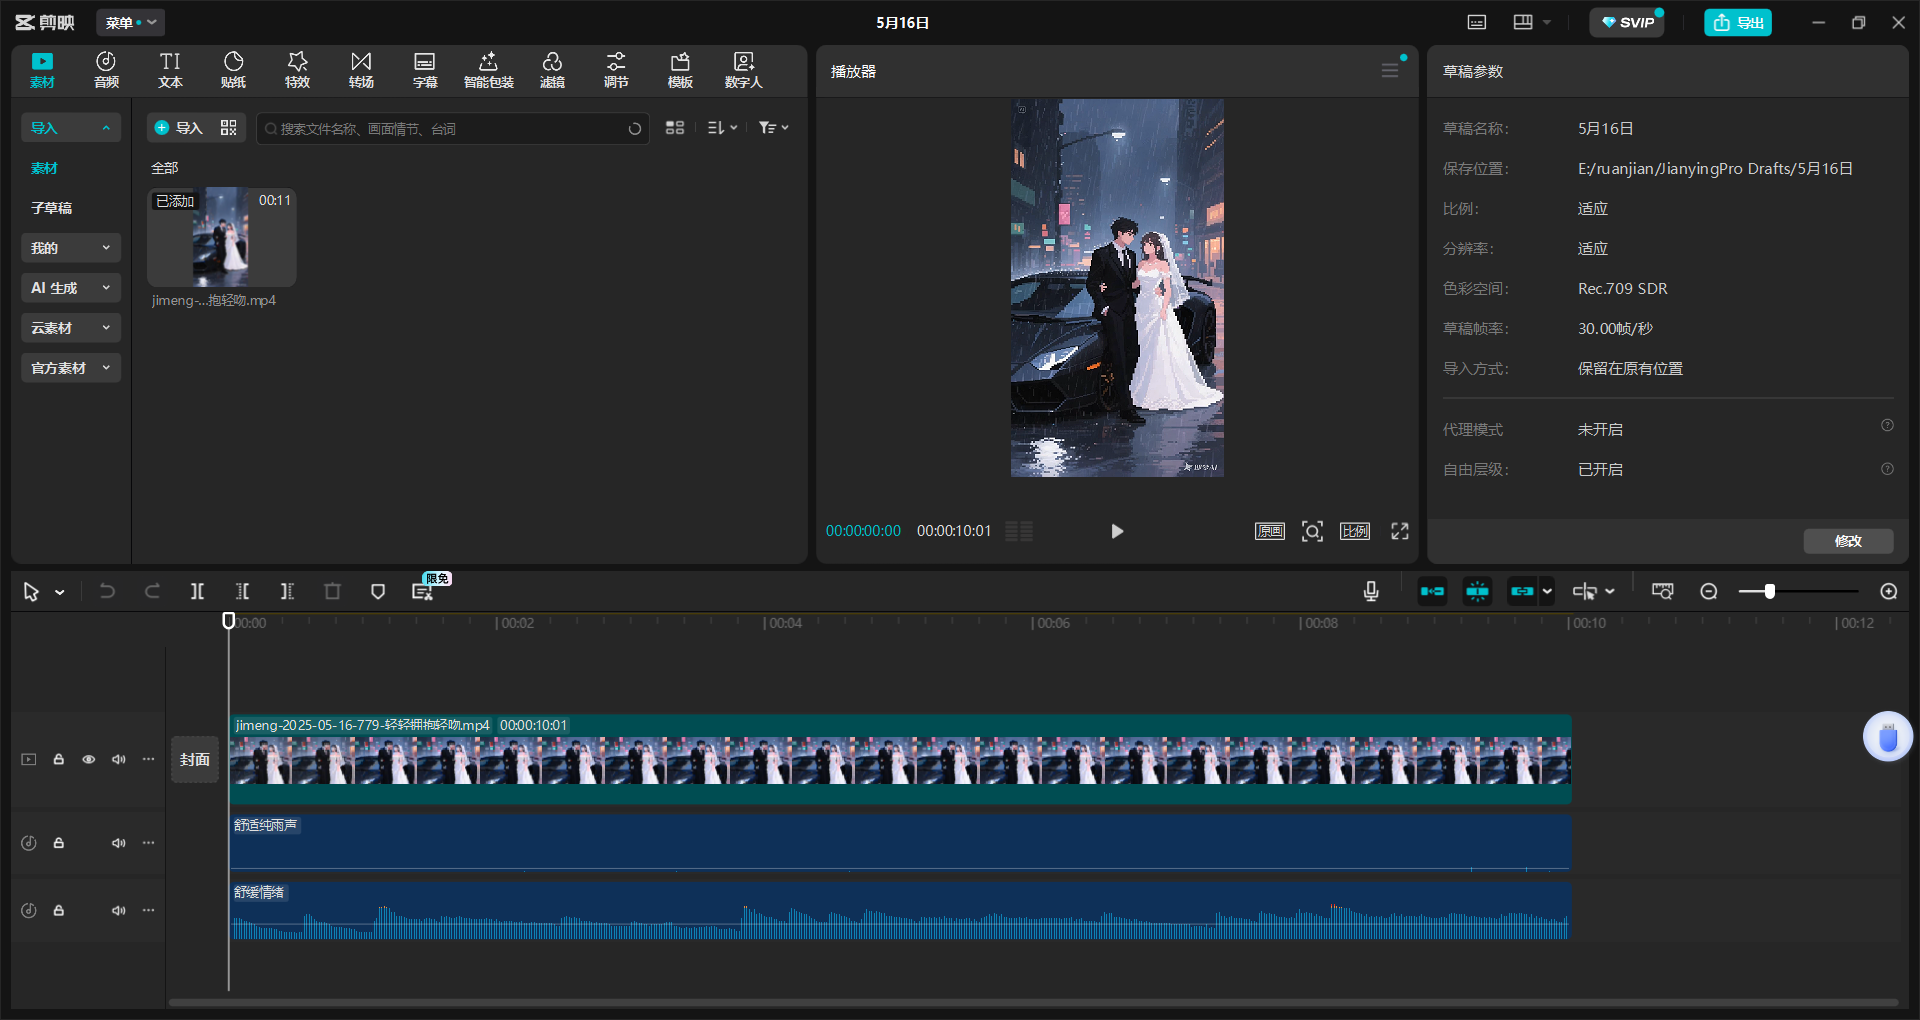 剪映
菜单
5月16日
SVIP
导出
素材
音频
文本
贴纸
特效
转场
字幕
智能包装
滤镜
调节
模板
数字人
导入
素材
子草稿
我的
AI 生成
云素材
官方素材
导入
搜索文件名称、画面情节、台词
全部
已添加
00:11
jimeng-...抱轻吻.mp4
播放器
00:00:00:00
00:00:10:01
原画
比例
草稿参数
草稿名称：
5月16日
保存位置：
E:/ruanjian/JianyingPro Drafts/5月16日
比例：
适应
分辨率：
适应
色彩空间：
Rec.709 SDR
草稿帧率：
30.00帧/秒
导入方式：
保留在原有位置
代理模式
未开启
自由层级：
已开启
修改
限免
00:00
00:02
00:04
00:06
00:08
00:10
00:12
封面
jimeng-2025-05-16-779-轻轻拥抱轻吻.mp4 00:00:10:01
舒适纯雨声
舒缓情绪